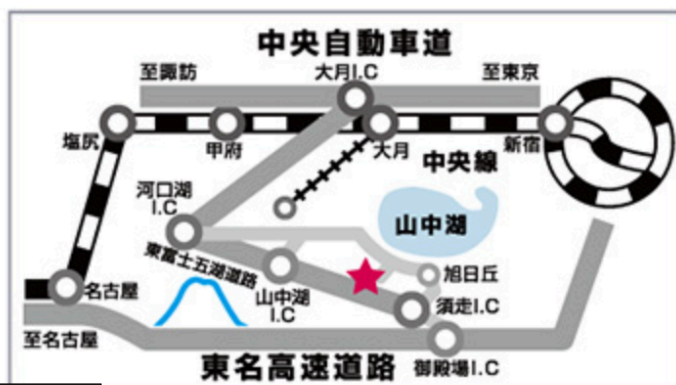 中央自動車道
至諏訪
大月I.C
至東京
塩尻
甲府
大月
中央線
新宿
河口湖
I.C
山中湖
東富士五湖道路
旭日丘
名古屋
山中湖
I.C
須走I.C
至名古屋
東名高速道路
御殿場I.C